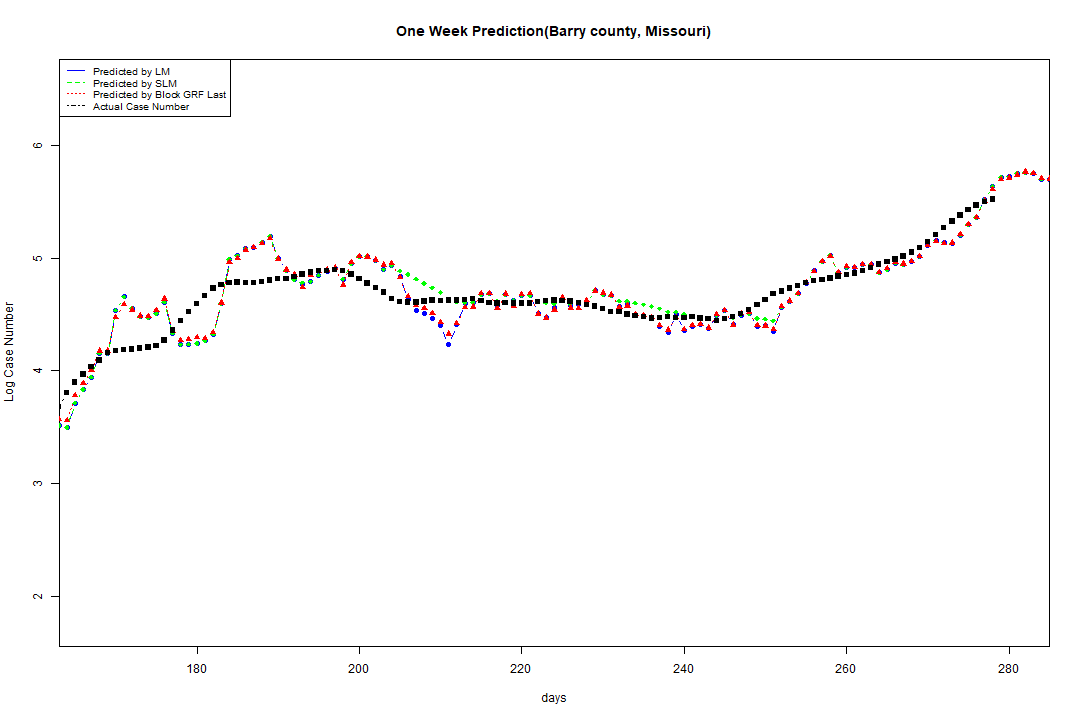 One Week Prediction(Barry county, Missouri)
Predicted by LM
Predicted by SLM
Predicted by Block GRF Last
Actual Case Number
6
5
4
3
2
Log Case Number
180 200 220 240 260 280
days